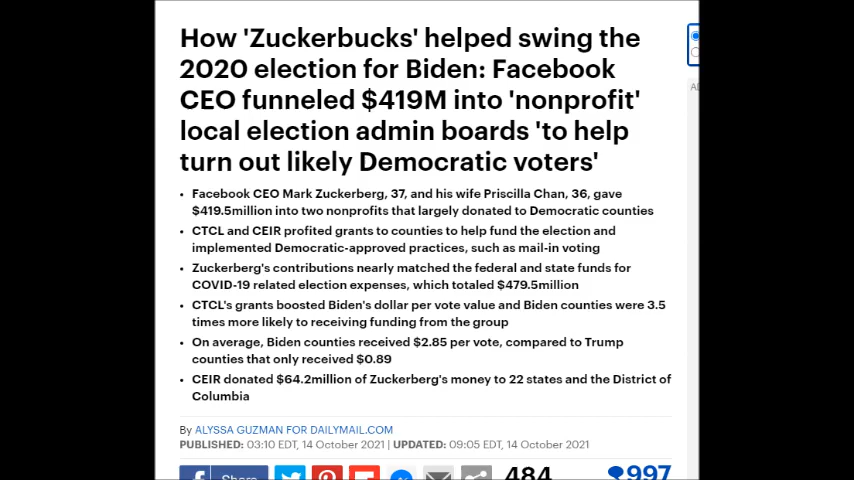 How 'Zuckerbucks' helped swing the
2020 election for Biden: Facebook
CEO funneled $419M into 'nonprofit'
local election admin boards 'to help
turn out likely Democratic voters'
• Facebook CEO Mark Zuckerberg, 37, and his wife Priscilla Chan, 36, gave
$419.5million into two nonprofits that largely donated to Democratic counties
• CTCL and CEIR profited grants to counties to help fund the election and
implemented Democratic-approved practices, such as mail-in voting
• Zuckerberg's contributions nearly matched the federal and state funds for
COVID-19 related election expenses, which totaled $479.5million
• CTCL's grants boosted Biden's dollar per vote value and Biden counties were 3.5
times more likely to receiving funding from the group
• On average, Biden counties received $2.85 per vote, compared to Trump
counties that only received $0.89
• CEIR donated $64.2million of Zuckerberg's money to 22 states and the District of
Columbia
By ALYSSA GUZMAN FOR DAILYMAIL.COM
PUBLISHED: 03:10 EDT, 14 October 2021 | UPDATED: 09:05 EDT, 14 October 2021
Share 484 997